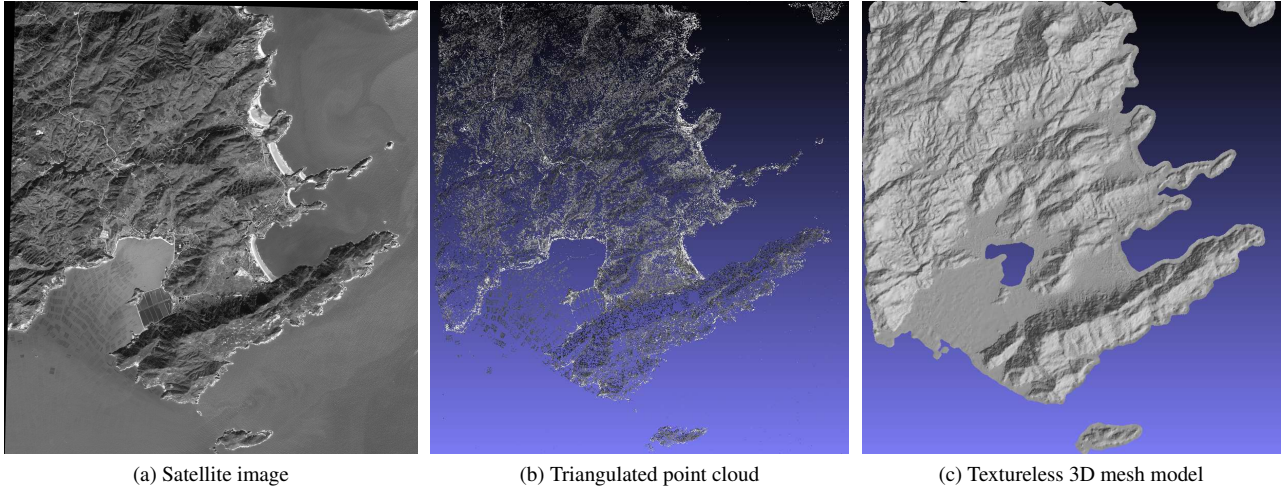 (a) Satellite image
(b) Triangulated point cloud
(c) Textureless 3D mesh model